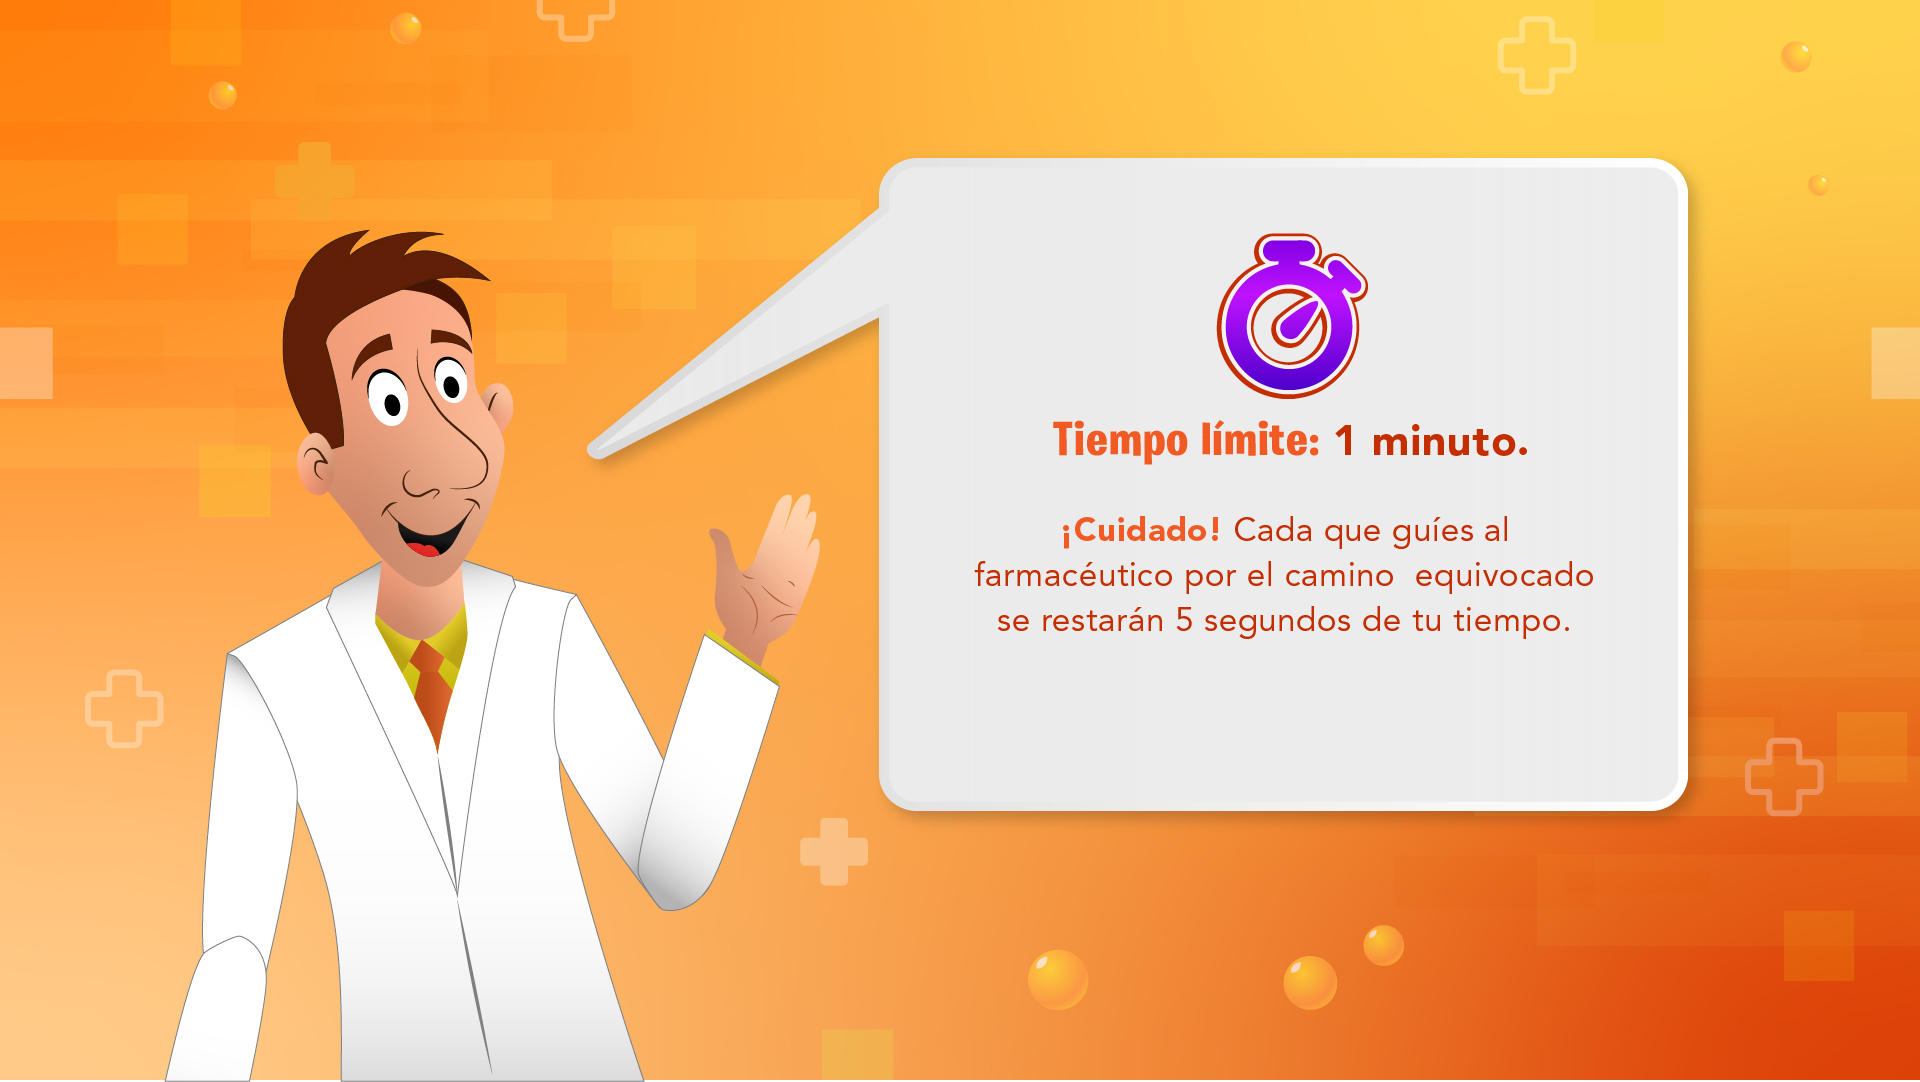 Tiempo límite: 1 minuto.
¡Cuidado! Cada que guíes al
farmacéutico por el camino  equivocado
se restarán 5 segundos de tu tiempo.